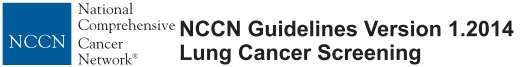 National
Comprehensive
NCCN
Cancer
Network®
NCCN Guidelines Version 1.2014
Lung Cancer Screening